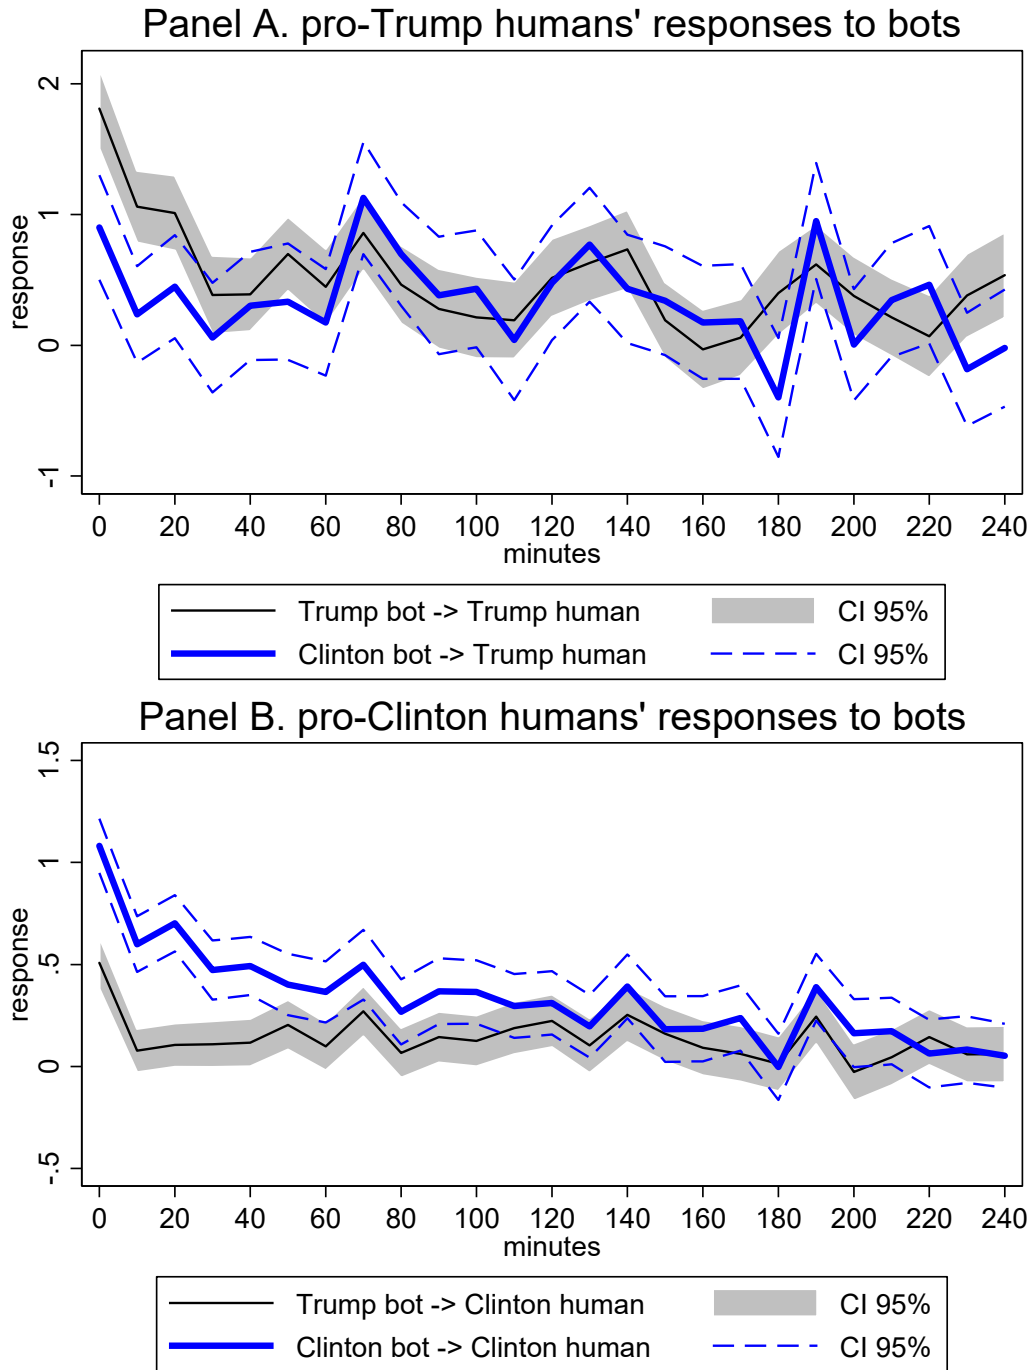 Panel A. pro-Trump humans' responses to bots
response
2
1
0
-1
0 20 40 60 80 100 120 140 160 180 200 220 240
minutes
Trump bot -> Trump human CI 95%
Clinton bot -> Trump human CI 95%
Panel B. pro-Clinton humans' responses to bots
response
1.5
1
.5
0
-.5
0 20 40 60 80 100 120 140 160 180 200 220 240
minutes
Trump bot -> Clinton human CI 95%
Clinton bot -> Clinton human CI 95%